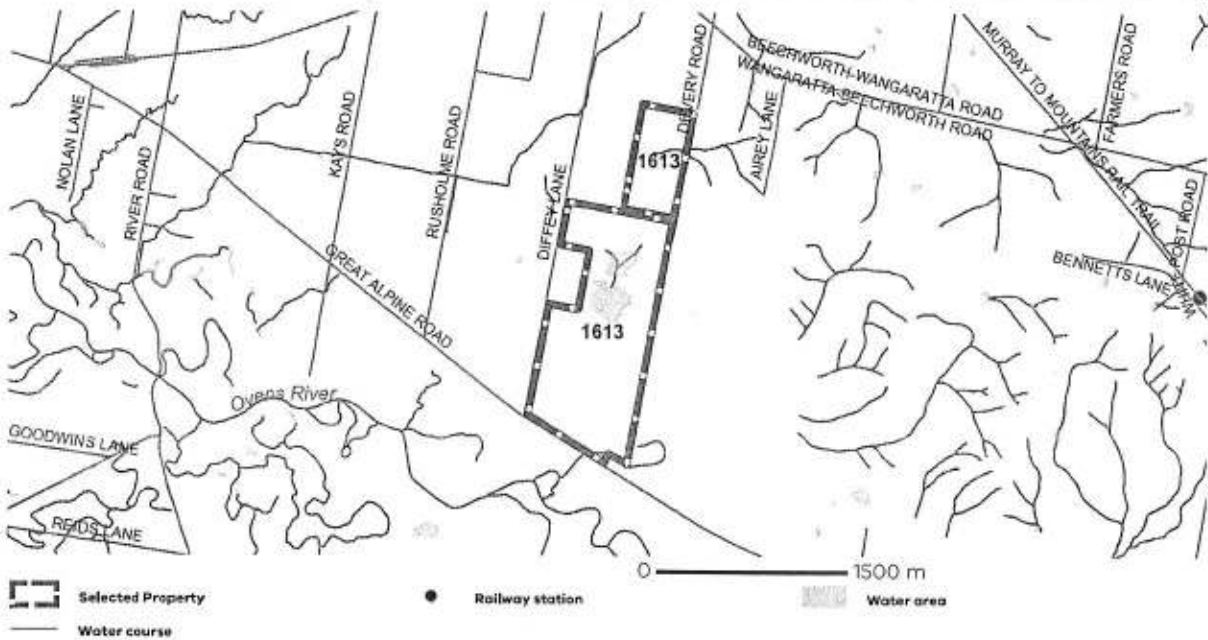 BEECHWORTH-WANGARATTA ROAD
WANGARATTA-BEECHWORTH ROAD
MURRAY TO MOUNTAINS RAIL TRAIL
FARMERS ROAD
NOLAN LANE
RIVER ROAD
KAYS ROAD
RUSHOLME ROAD
DIFFEY LANE
AIREY LANE
1613
POST ROAD
BENNETTS LANE
WHITE
GREAT ALPINE ROAD
1613
Ovens River
GOODWINS LANE
REIDS LANE
0 1500 m
Selected Property
Railway station
Water area
Water course